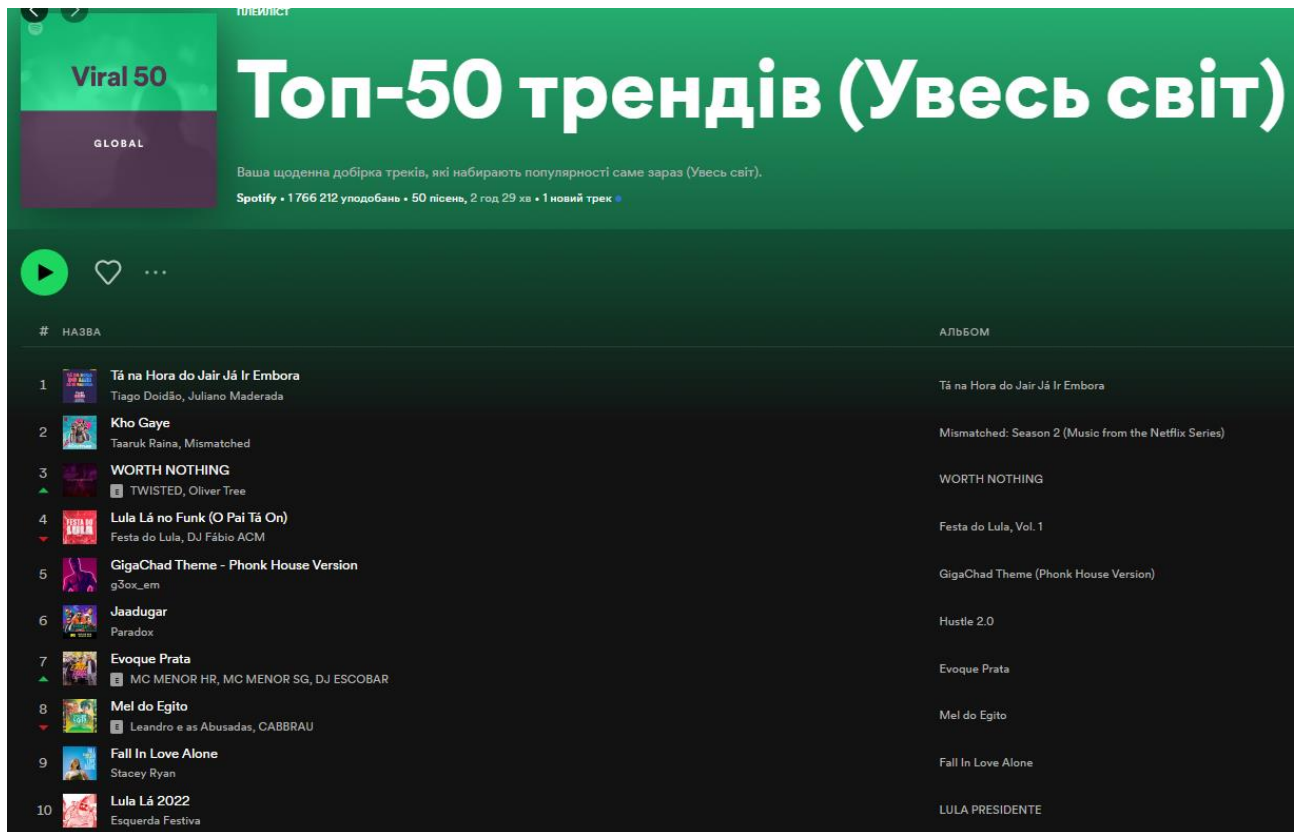 ПЛЕЙЛІСТ
Viral 50
GLOBAL
Топ-50 трендів (Увесь світ)
Ваша щоденна добірка треків, які набирають популярності саме зараз (Увесь світ).
Spotify • 1 766 212 уподобань • 50 пісень, 2 год 29 хв • 1 новий трек
# НАЗВА АЛЬБОМ
1 Tá na Hora do Jair Já Ir Embora
Tiago Doidão, Juliano Maderada
Tá na Hora do Jair Já Ir Embora
2 Kho Gaye
Taaruk Raina, Mismatched
Mismatched: Season 2 (Music from the Netflix Series)
3 WORTH NOTHING
E TWISTED, Oliver Tree
WORTH NOTHING
4 Lula Lá no Funk (O Pai Tá On)
Festa do Lula, DJ Fábio ACM
Festa do Lula, Vol. 1
5 GigaChad Theme - Phonk House Version
g3ox_em
GigaChad Theme (Phonk House Version)
6 Jaadugar
Paradox
Hustle 2.0
7 Evoque Prata
E MC MENOR HR, MC MENOR SG, DJ ESCOBAR
Evoque Prata
8 Mel do Egito
E Leandro e as Abusadas, CABBRAU
Mel do Egito
9 Fall In Love Alone
Stacey Ryan
Fall In Love Alone
10 Lula Lá 2022
Esquerda Festiva
LULA PRESIDENTE